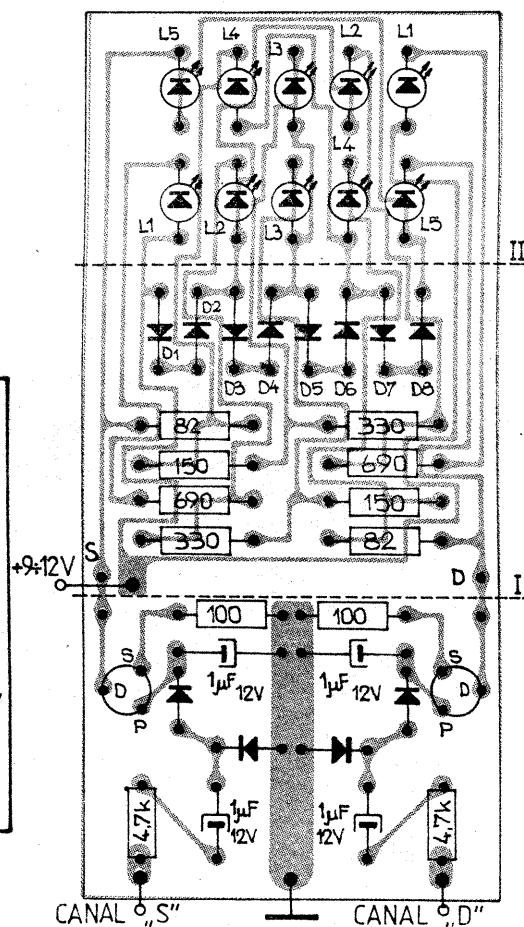 L5 L4 L3 L2 L1
L4
L1 L2 L3 L5
II
D2
D1
D3 D4 D5 D6 D7 D8
82 330
150 690
690 150
330 82
S
+9÷12V
D
I
100 100
S S
D D
1µF 12V 1µF 12V
P P
4,7k 1µF 12V 1µF 12V 4,7k
CANAL „S" CANAL „D"